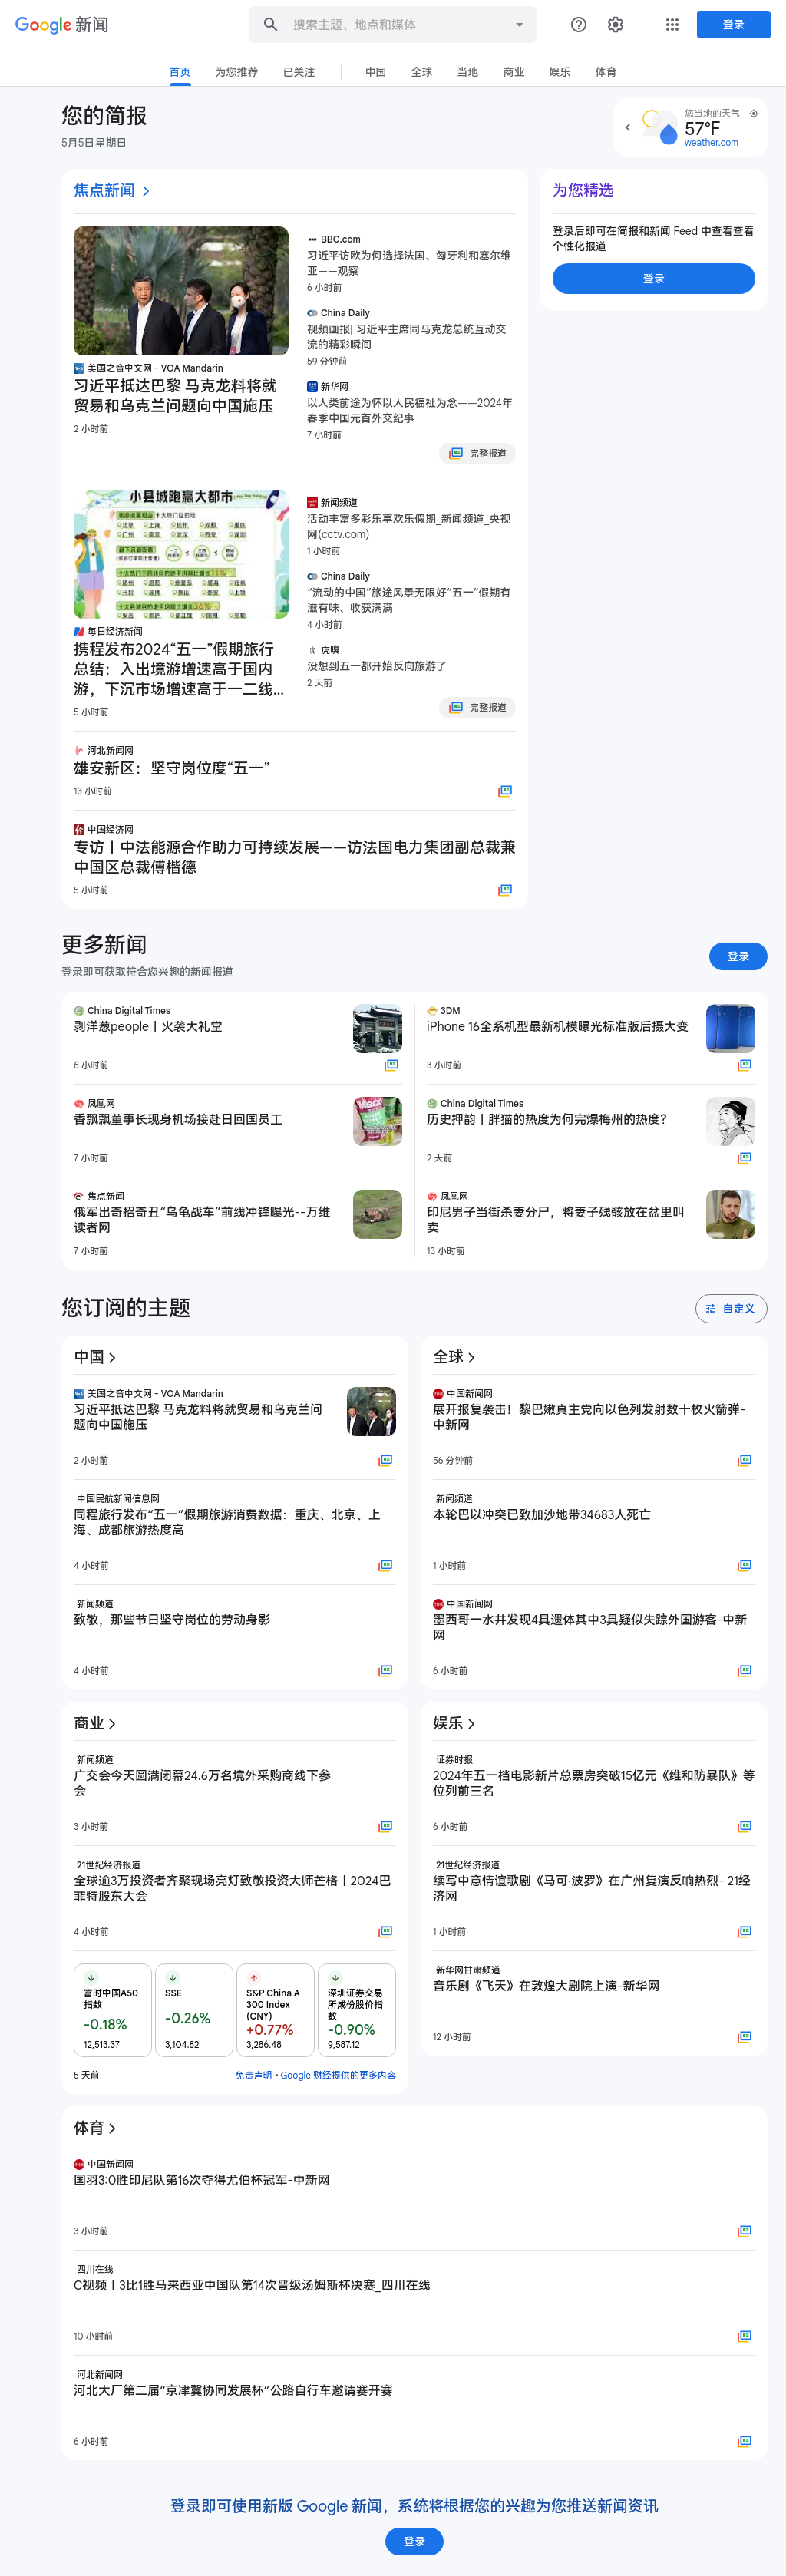 Google 新闻
搜索主题、地点和媒体
登录
首页
为您推荐
已关注
中国
全球
当地
商业
娱乐
体育
您的简报
5月5日星期日
您当地的天气
57°F
weather.com
焦点新闻
美国之音中文网 - VOA Mandarin
习近平抵达巴黎 马克龙料将就
贸易和乌克兰问题向中国施压
2 小时前
BBC.com
习近平访欧为何选择法国、匈牙利和塞尔维
亚——观察
6 小时前
China Daily
视频画报| 习近平主席同马克龙总统互动交
流的精彩瞬间
59 分钟前
新华网
以人类前途为怀以人民福祉为念——2024年
春季中国元首外交纪事
7 小时前
完整报道
小县城跑赢大都市
十大热门目的地
每日经济新闻
携程发布2024“五一”假期旅行
总结：入出境游增速高于国内
游，下沉市场增速高于一二线...
5 小时前
新闻频道
活动丰富多彩乐享欢乐假期_新闻频道_央视
网(cctv.com)
1 小时前
China Daily
“流动的中国”旅途风景无限好“五一”假期有
滋有味、收获满满
4 小时前
虎嗅
没想到五一都开始反向旅游了
2 天前
完整报道
河北新闻网
雄安新区：坚守岗位度“五一”
13 小时前
中国经济网
专访丨中法能源合作助力可持续发展——访法国电力集团副总裁兼
中国区总裁傅楷德
5 小时前
为您精选
登录后即可在简报和新闻 Feed 中查看查看
个性化报道
登录
更多新闻
登录即可获取符合您兴趣的新闻报道
登录
China Digital Times
剥洋葱people丨火袭大礼堂
6 小时前
3DM
iPhone 16全系机型最新机模曝光标准版后摄大变
3 小时前
凤凰网
香飘飘董事长现身机场接赴日回国员工
7 小时前
China Digital Times
历史押韵丨胖猫的热度为何完爆梅州的热度？
2 天前
焦点新闻
俄军出奇招奇丑“乌龟战车”前线冲锋曝光--万维
读者网
7 小时前
凤凰网
印尼男子当街杀妻分尸，将妻子残骸放在盆里叫
卖
13 小时前
您订阅的主题
自定义
中国
美国之音中文网 - VOA Mandarin
习近平抵达巴黎 马克龙料将就贸易和乌克兰问
题向中国施压
2 小时前
中国民航新闻信息网
同程旅行发布“五一”假期旅游消费数据：重庆、北京、上
海、成都旅游热度高
4 小时前
新闻频道
致敬，那些节日坚守岗位的劳动身影
4 小时前
全球
中国新闻网
展开报复袭击！黎巴嫩真主党向以色列发射数十枚火箭弹-
中新网
56 分钟前
新闻频道
本轮巴以冲突已致加沙地带34683人死亡
1 小时前
中国新闻网
墨西哥一水井发现4具遗体其中3具疑似失踪外国游客-中新
网
6 小时前
商业
新闻频道
广交会今天圆满闭幕24.6万名境外采购商线下参
会
3 小时前
21世纪经济报道
全球逾3万投资者齐聚现场亮灯致敬投资大师芒格丨2024巴
菲特股东大会
4 小时前
富时中国A50
指数
-0.18%
12,513.37
SSE
-0.26%
3,104.82
S&P China A
300 Index
(CNY)
+0.77%
3,286.48
深圳证券交易
所成份股价指
数
-0.90%
9,587.12
5 天前
免责声明 • Google 财经提供的更多内容
娱乐
证券时报
2024年五一档电影新片总票房突破15亿元《维和防暴队》等
位列前三名
6 小时前
21世纪经济报道
续写中意情谊歌剧《马可·波罗》在广州复演反响热烈- 21经
济网
1 小时前
新华网甘肃频道
音乐剧《飞天》在敦煌大剧院上演-新华网
12 小时前
体育
中国新闻网
国羽3:0胜印尼队第16次夺得尤伯杯冠军-中新网
3 小时前
四川在线
C视频丨3比1胜马来西亚中国队第14次晋级汤姆斯杯决赛_四川在线
10 小时前
河北新闻网
河北大厂第二届“京津冀协同发展杯”公路自行车邀请赛开赛
6 小时前
登录即可使用新版 Google 新闻，系统将根据您的兴趣为您推送新闻资讯
登录